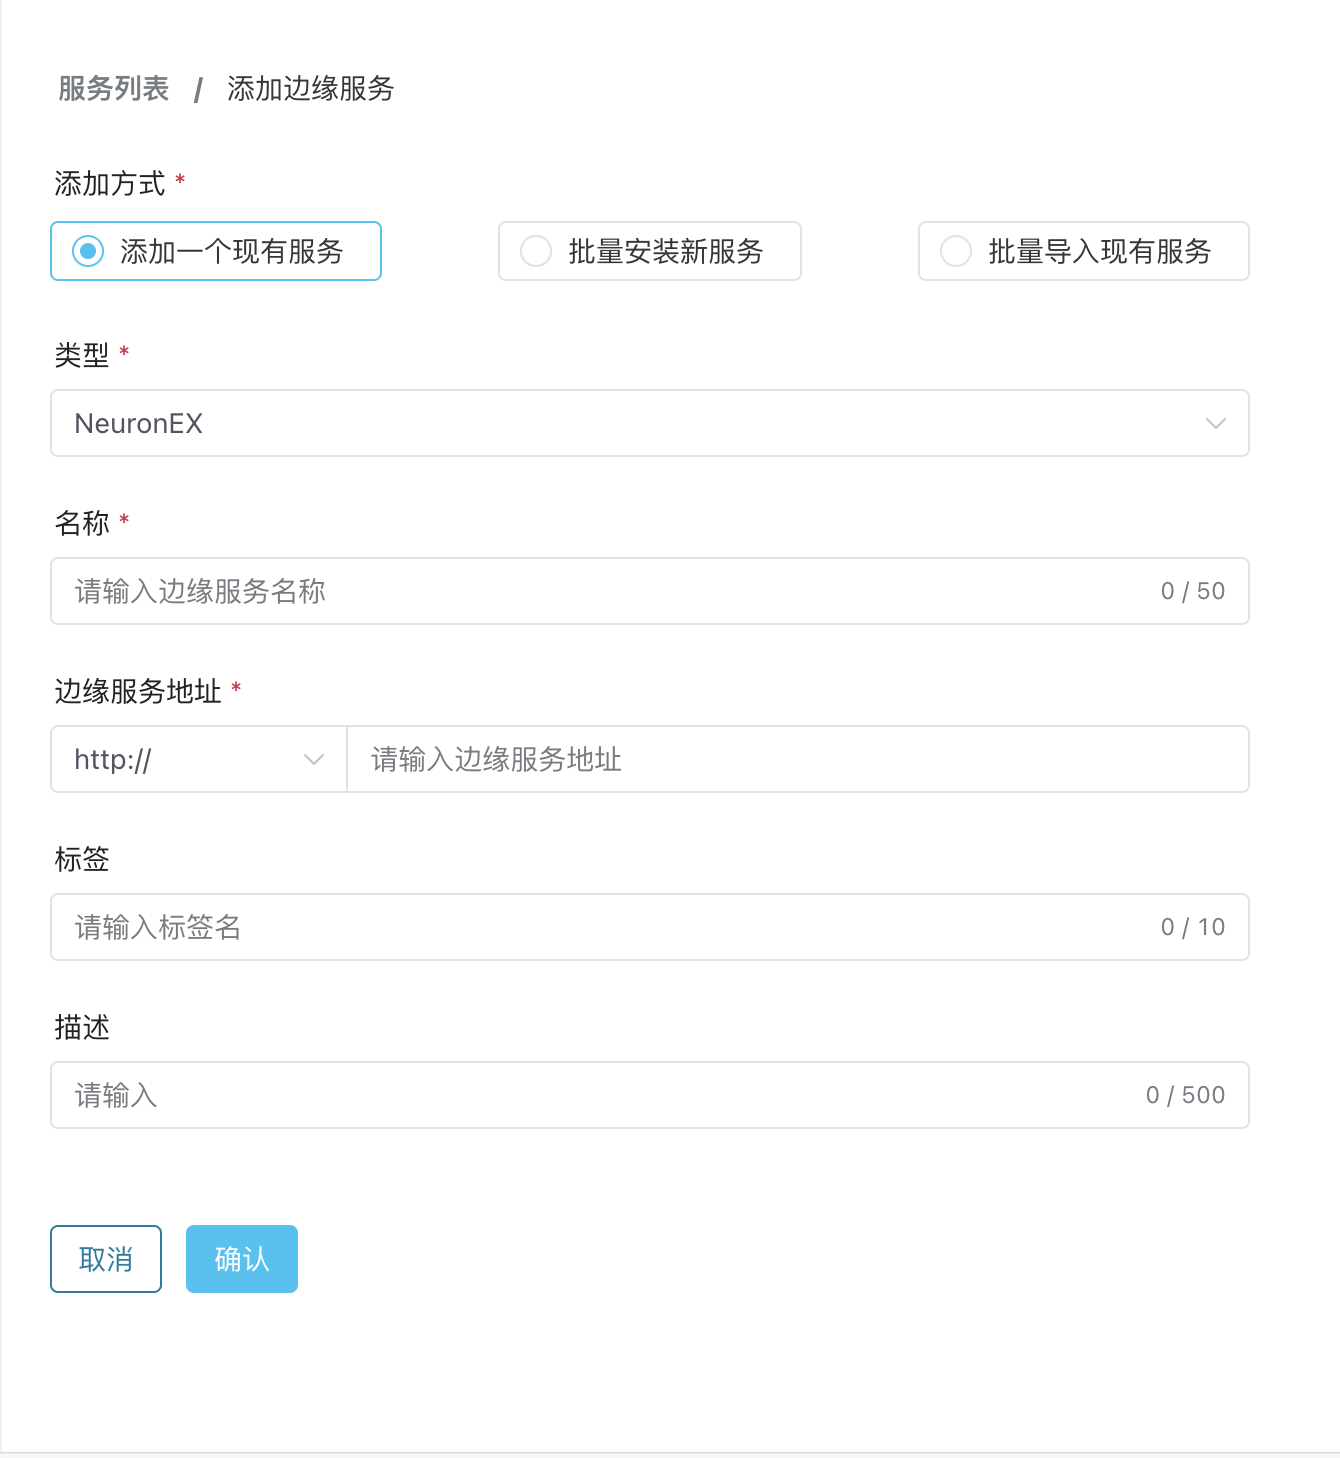 服务列表 / 添加边缘服务
添加方式 *
添加一个现有服务 批量安装新服务 批量导入现有服务
类型 *
NeuronEX
名称 *
请输入边缘服务名称 0 / 50
边缘服务地址 *
http:// 请输入边缘服务地址
标签
请输入标签名 0 / 10
描述
请输入 0 / 500
取消 确认